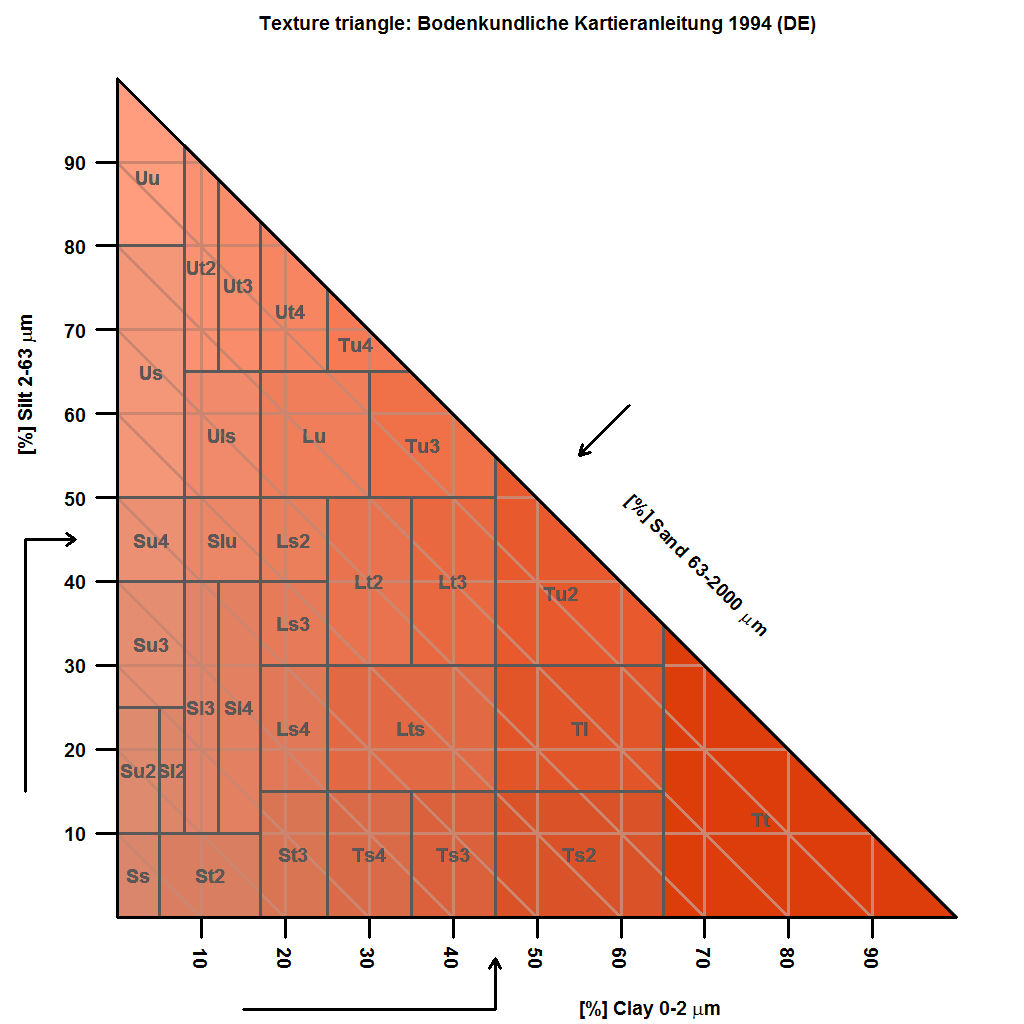 Texture triangle: Bodenkundliche Kartieranleitung 1994 (DE)
90
Uu
80
Ut2
Ut3
Ut4
70
Tu4
Us
[%] Silt 2-63 μm
60
Uls
Lu
Tu3
50
[%] Sand 63-2000 μm
Su4
Slu
Ls2
40
Lt2
Lt3
Tu2
Ls3
Su3
30
Sl3
Sl4
Ls4
Lts
Tl
20
Su2
Sl2
Tt
10
St3
Ts4
Ts3
Ts2
Ss
St2
10
20
30
40
50
60
70
80
90
[%] Clay 0-2 μm